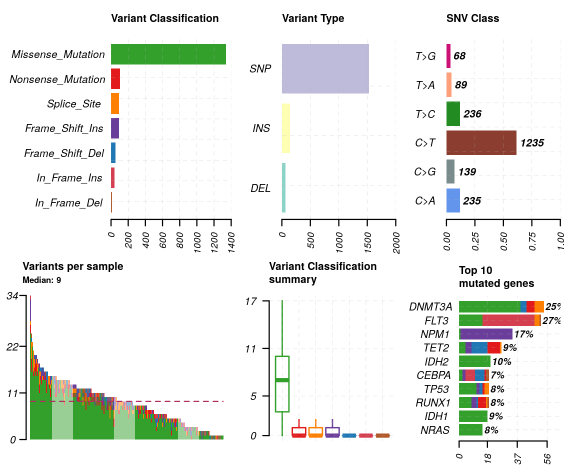 Variant Classification
Missense_Mutation
Nonsense_Mutation
Splice_Site
Frame_Shift_Ins
Frame_Shift_Del
In_Frame_Ins
In_Frame_Del
0 200 400 600 800 1000 1200 1400
Variant Type
SNP
INS
DEL
0 500 1000 1500 2000
SNV Class
T>G 68
T>A 89
T>C 236
C>T 1235
C>G 139
C>A 235
0.00 0.25 0.50 0.75 1.00
Variants per sample
Median: 9
34
22
11
0
Variant Classification
summary
17
11
5
0
Top 10
mutated genes
DNMT3A 25%
FLT3 27%
NPM1 17%
TET2 9%
IDH2 10%
CEBPA 7%
TP53 8%
RUNX1 8%
IDH1 9%
NRAS 8%
0 18 37 56